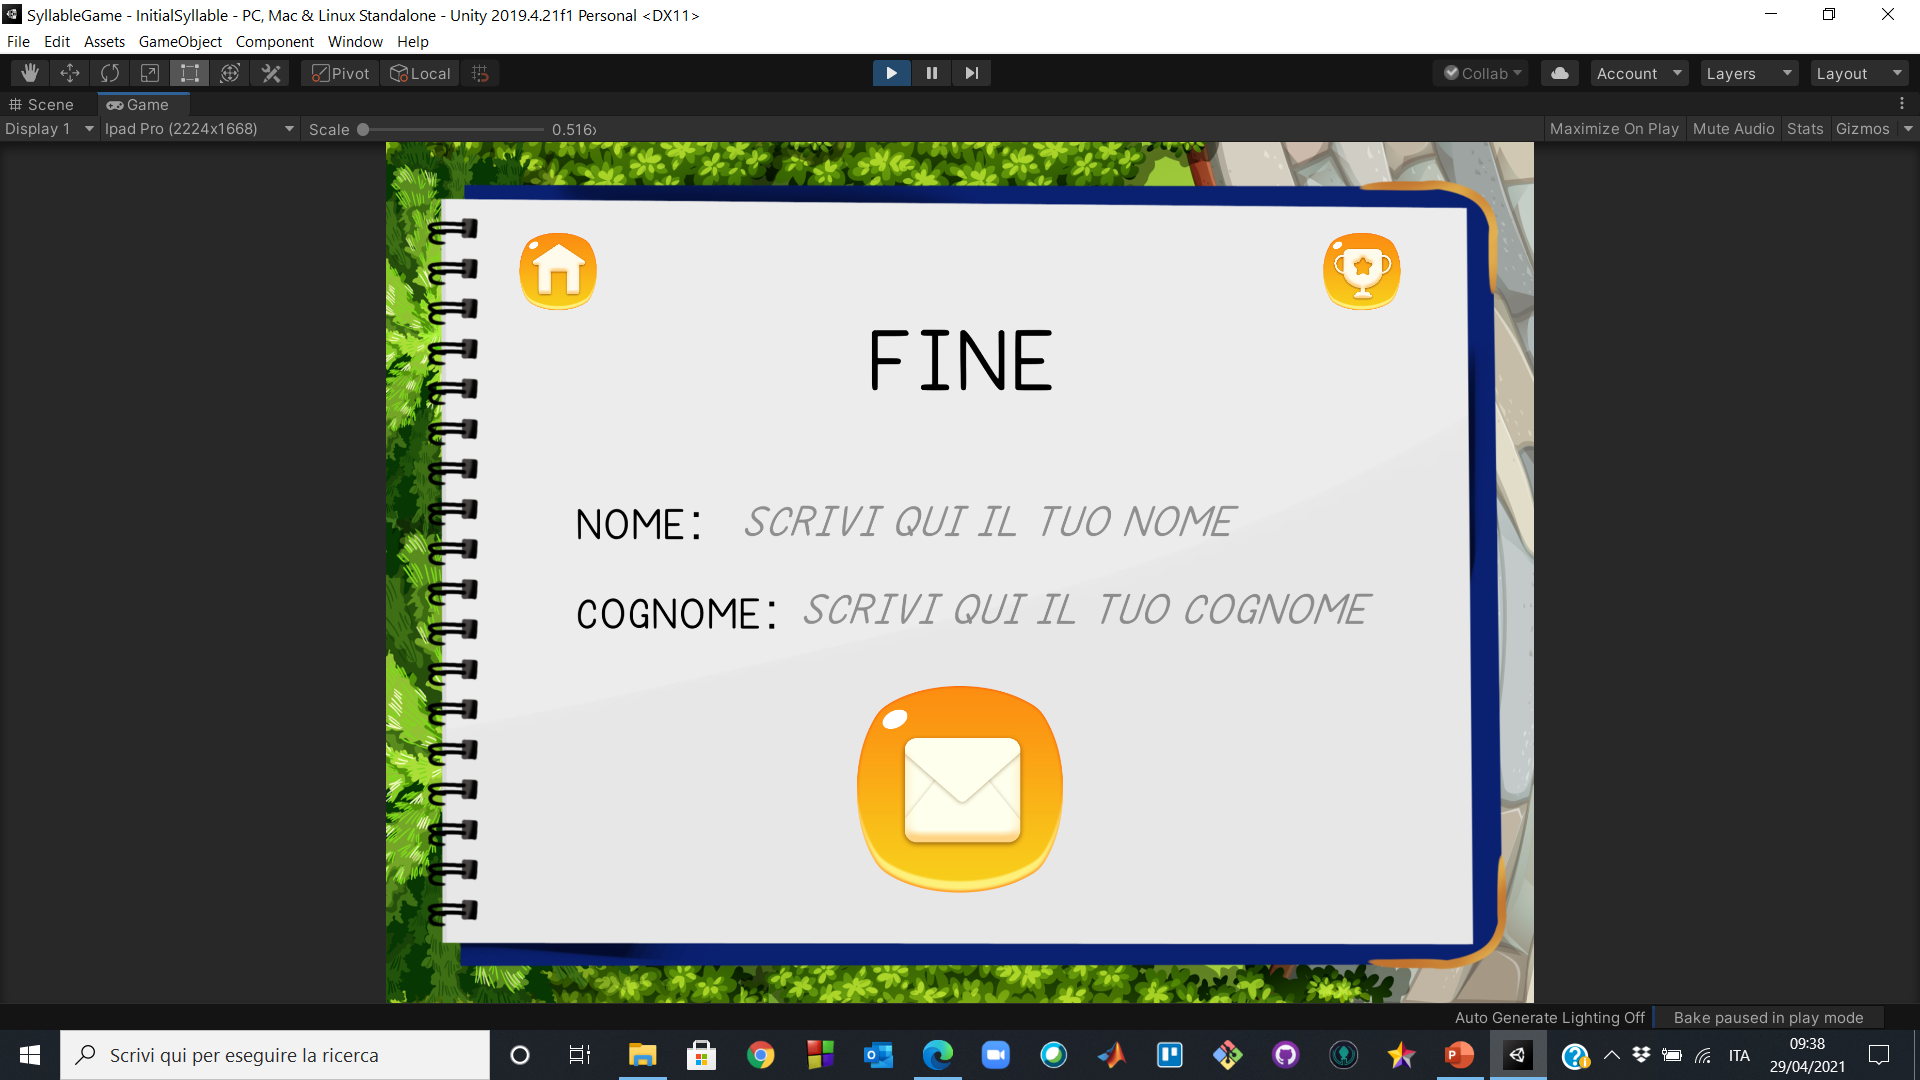 SyllableGame - InitialSyllable - PC, Mac & Linux Standalone - Unity 2019.4.21f1 Personal <DX11>
File Edit Assets GameObject Component Window Help
Pivot Local Collab Account Layers Layout
Scene Game
Display 1 Ipad Pro (2224x1668) Scale 0.516x Maximize On Play Mute Audio Stats Gizmos
FINE
NOME: SCRIVI QUI IL TUO NOME
COGNOME: SCRIVI QUI IL TUO COGNOME
Auto Generate Lighting Off Bake paused in play mode
Scrivi qui per eseguire la ricerca ITA 09:38
29/04/2021